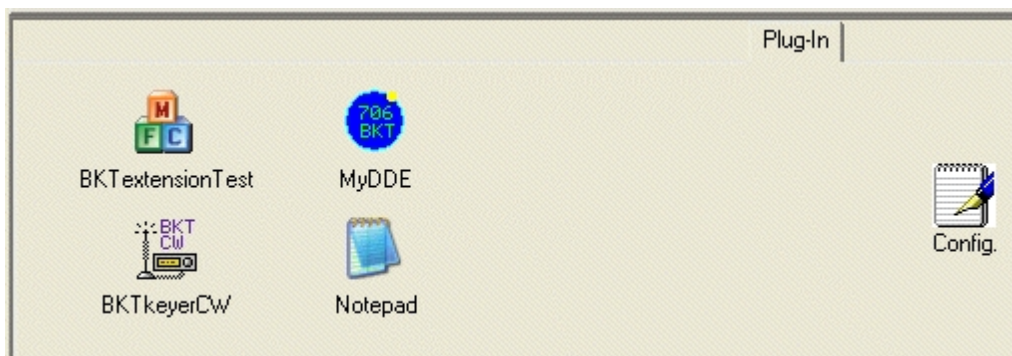 Plug-In
M
F C
BKTextensionTest
706
BKT
MyDDE
BKT
CW
BKTkeyerCW
Notepad
Config.